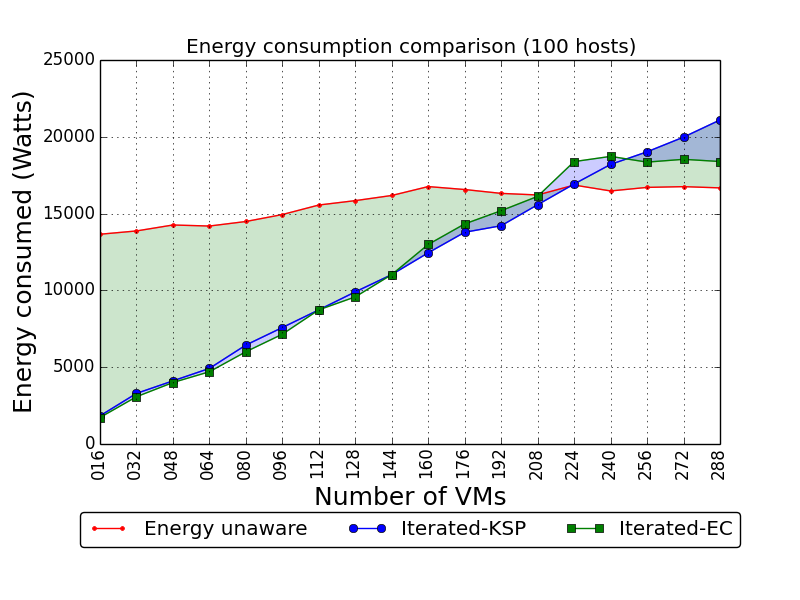 Energy consumption comparison (100 hosts)
Energy consumed (Watts)
25000
20000
15000
10000
5000
0
016 032 048 064 080 096 112 128 144 160 176 192 208 224 240 256 272 288
Number of VMs
Energy unaware Iterated-KSP Iterated-EC